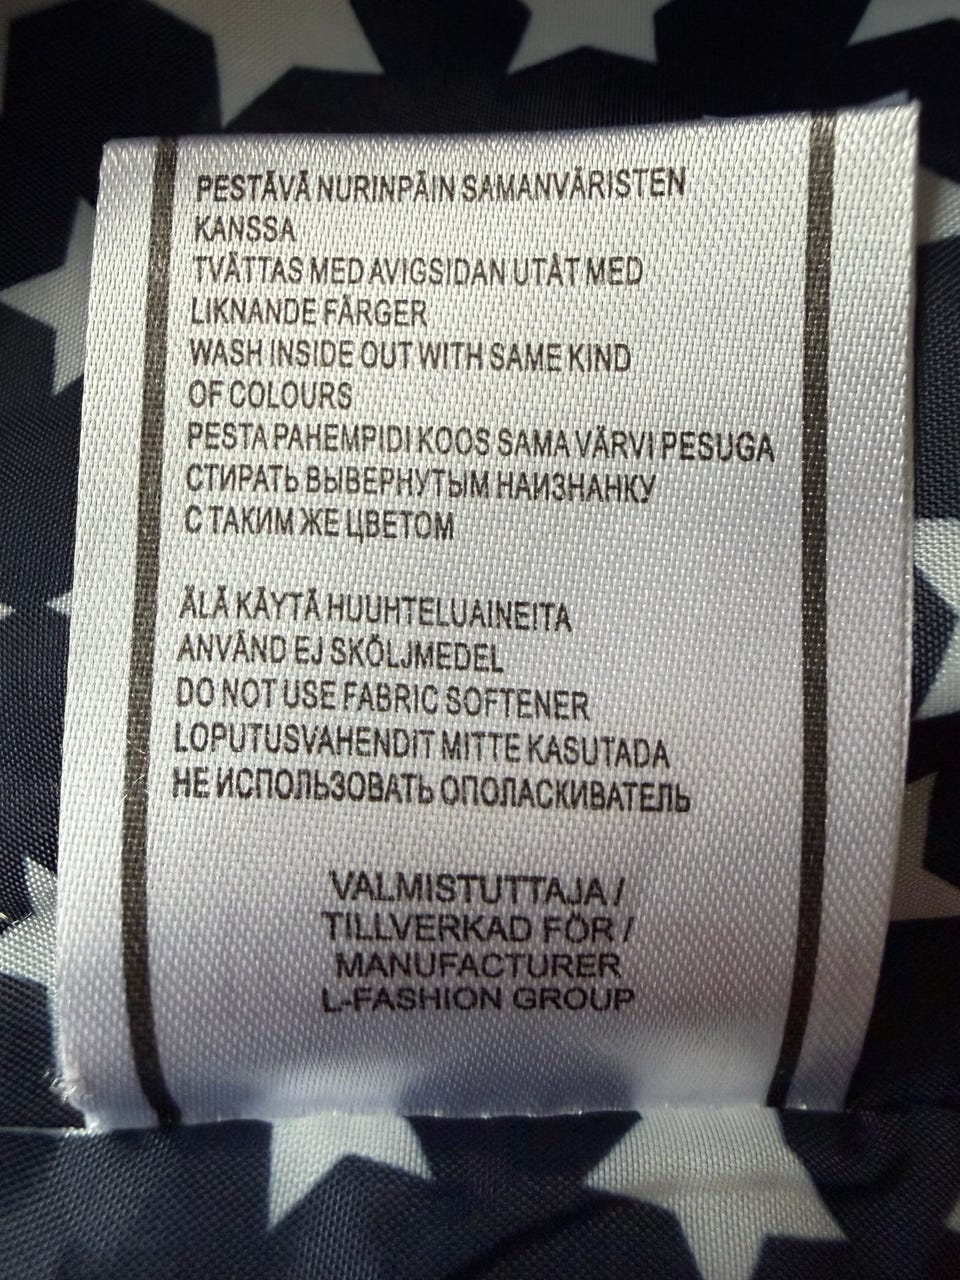 PESTÄVÄ NURINPÄIN SAMANVÄRISTEN
KANSSA
TVÄTTAS MED AVIGSIDAN UTÅT MED
LIKNANDE FÄRGER
WASH INSIDE OUT WITH SAME KIND
OF COLOURS
PESTA PAHEMPIDI KOOS SAMA VÄRVI PESUGA
СТИРАТЬ ВЫВЕРНУТЫМ НАИЗНАНКУ
С ТАКИМ ЖЕ ЦВЕТОМ
ÄLÄ KÄYTÄ HUUHTELUAINEITA
ANVÄND EJ SKÖLJMEDEL
DO NOT USE FABRIC SOFTENER
LOPUTUSVAHENDIT MITTE KASUTADA
НЕ ИСПОЛЬЗОВАТЬ ОПОЛАСКИВАТЕЛЬ
VALMISTUTTAJA /
TILLVERKAD FÖR /
MANUFACTURER
L-FASHION GROUP